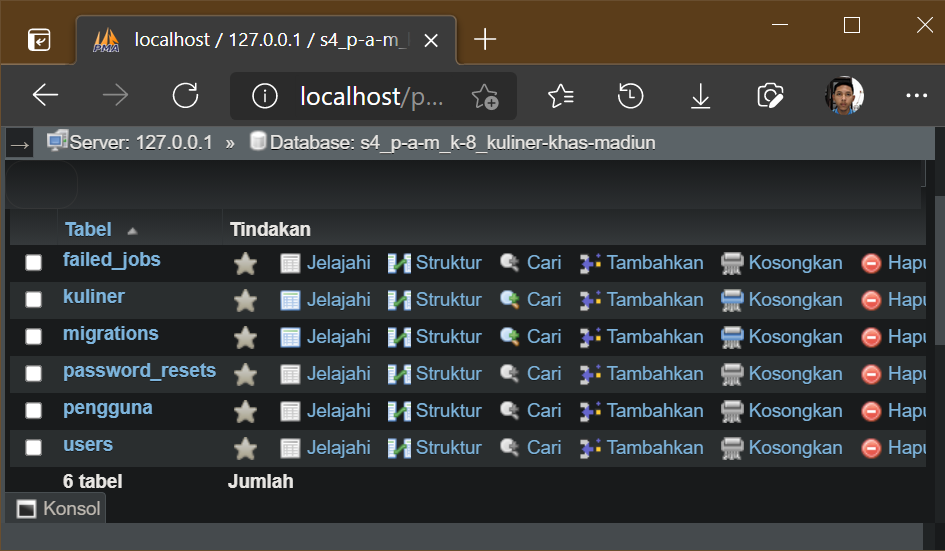 PMA localhost / 127.0.0.1 / s4_p-a-m_
localhost/p...
Server: 127.0.0.1 » Database: s4_p-a-m_k-8_kuliner-khas-madiun
Tabel Tindakan
failed_jobs Jelajahi Struktur Cari Tambahkan Kosongkan Hapu
kuliner Jelajahi Struktur Cari Tambahkan Kosongkan Hapu
migrations Jelajahi Struktur Cari Tambahkan Kosongkan Hapu
password_resets Jelajahi Struktur Cari Tambahkan Kosongkan Hapu
pengguna Jelajahi Struktur Cari Tambahkan Kosongkan Hapu
users Jelajahi Struktur Cari Tambahkan Kosongkan Hapu
6 tabel Jumlah
Konsol